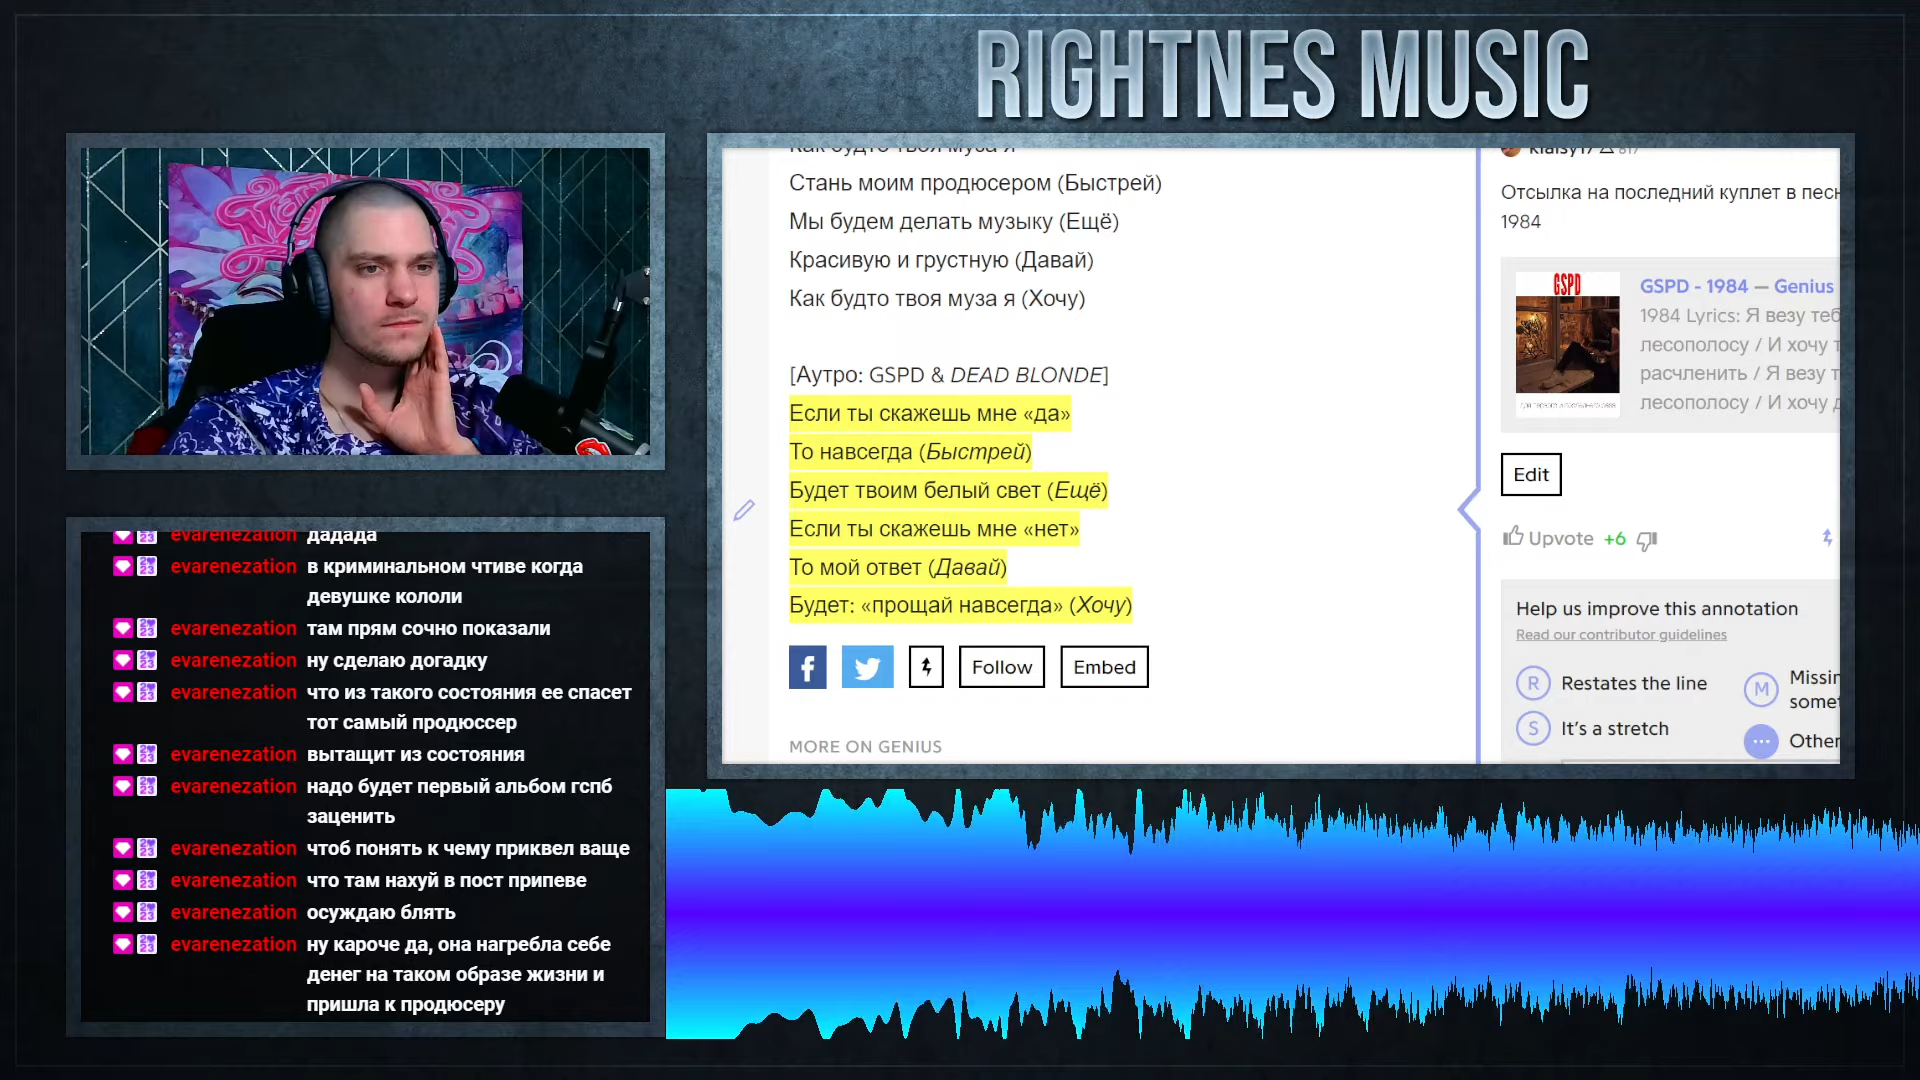 RIGHTNES MUSIC
Как будто твоя муза я
Стань моим продюсером (Быстрей)
Мы будем делать музыку (Ещё)
Красивую и грустную (Давай)
Как будто твоя муза я (Хочу)
[Аутро: GSPD & DEAD BLONDE]
Если ты скажешь мне «да»
То навсегда (Быстрей)
Будет твоим белый свет (Ещё)
Если ты скажешь мне «нет»
То мой ответ (Давай)
Будет: «прощай навсегда» (Хочу)
Follow
Embed
MORE ON GENIUS
Отсылка на последний куплет в песн
1984
GSPD
GSPD - 1984 — Genius
1984 Lyrics: Я везу теб
лесополосу / И хочу т
расчленить / Я везу т
лесополосу / И хочу д
Edit
Upvote +6
Help us improve this annotation
Read our contributor guidelines
R Restates the line
M Missin
somet
S It's a stretch
Other
evarenezation дадада
evarenezation в криминальном чтиве когда
девушке кололи
evarenezation там прям сочно показали
evarenezation ну сделаю догадку
evarenezation что из такого состояния ее спасет
тот самый продюссер
evarenezation вытащит из состояния
evarenezation надо будет первый альбом гспб
заценить
evarenezation чтоб понять к чему приквел ваще
evarenezation что там нахуй в пост припеве
evarenezation осуждаю блять
evarenezation ну кароче да, она нагребла себе
денег на таком образе жизни и
пришла к продюсеру